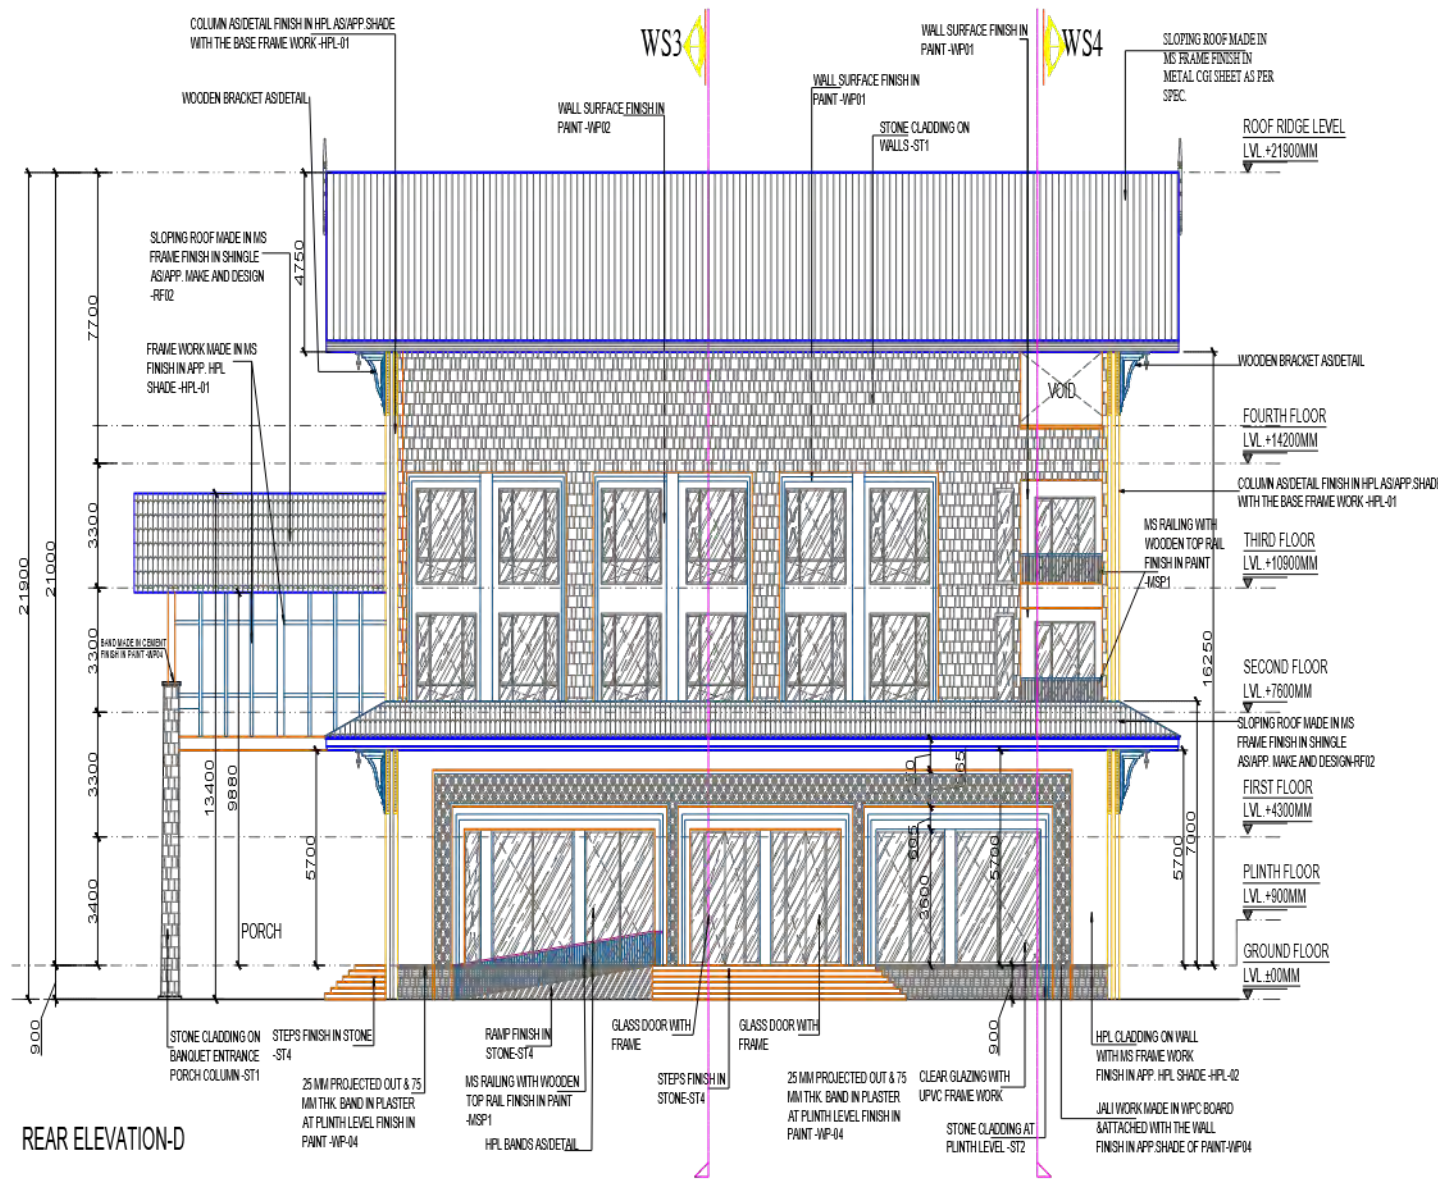 COLUMN AS/DETAIL FINISH IN HPL AS/APP.SHADE
WITH THE BASE FRAME WORK -HPL-01
WOODEN BRACKET AS/DETAIL
WS3
WS4
WALL SURFACE FINISH IN
PAINT -WP02
WALL SURFACE FINISH IN
PAINT -WP01
WALL SURFACE FINISH IN
PAINT -WP01
STONE CLADDING ON
WALLS -ST1
SLOPING ROOF MADE IN
MS FRAME FINISH IN
METAL CGI SHEET AS PER
SPEC.
ROOF RIDGE LEVEL
LVL.+21900MM
SLOPING ROOF MADE IN MS
FRAME FINISH IN SHINGLE
AS/APP. MAKE AND DESIGN
-RF02
FRAME WORK MADE IN MS
FINISH IN APP. HPL
SHADE -HPL-01
BAND MADE IN CEMENT
FINISH IN PAINT -WP04
21900
21000
7700
3300
3300
3300
3400
900
13400
9880
4750
5700
PORCH
VOID
WOODEN BRACKET AS/DETAIL
FOURTH FLOOR
LVL.+14200MM
COLUMN AS/DETAIL FINISH IN HPL AS/APP.SHADE
WITH THE BASE FRAME WORK -HPL-01
MS RAILING WITH
WOODEN TOP RAIL
FINISH IN PAINT
-MSP1
THIRD FLOOR
LVL.+10900MM
16250
SECOND FLOOR
LVL.+7600MM
SLOPING ROOF MADE IN MS
FRAME FINISH IN SHINGLE
AS/APP. MAKE AND DESIGN-RF02
FIRST FLOOR
LVL.+4300MM
605
3600
5700
5700
7000
900
PLINTH FLOOR
LVL.+900MM
GROUND FLOOR
LVL.±00MM
STONE CLADDING ON
BANQUET ENTRANCE
PORCH COLUMN -ST1
STEPS FINISH IN STONE
-ST4
25 MM PROJECTED OUT & 75
MM THK. BAND IN PLASTER
AT PLINTH LEVEL FINISH IN
PAINT -WP-04
RAMP FINISH IN
STONE-ST4
MS RAILING WITH WOODEN
TOP RAIL FINISH IN PAINT
-MSP1
HPL BANDS AS/DETAIL
GLASS DOOR WITH
FRAME
STEPS FINISH IN
STONE-ST4
GLASS DOOR WITH
FRAME
25 MM PROJECTED OUT & 75
MM THK. BAND IN PLASTER
AT PLINTH LEVEL FINISH IN
PAINT -WP-04
CLEAR GLAZING WITH
UPVC FRAME WORK
STONE CLADDING AT
PLINTH LEVEL -ST2
HPL CLADDING ON WALL
WITH MS FRAME WORK
FINISH IN APP. HPL SHADE -HPL-02
JALI WORK MADE IN WPC BOARD
&ATTACHED WITH THE WALL
FINISH IN APP.SHADE OF PAINT-WP04
REAR ELEVATION-D